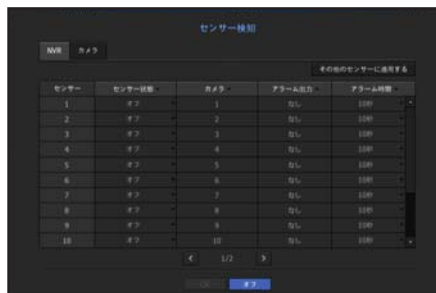 センサー検知
NVR カメラ
その他のセンサーに適用する
センサー センサー状態 カメラ アラーム出力 アラーム時間
1 オフ 1 なし 10秒
2 オフ 2 なし 10秒
3 オフ 3 なし 10秒
4 オフ 4 なし 10秒
5 オフ 5 なし 10秒
6 オフ 6 なし 10秒
7 オフ 7 なし 10秒
8 オフ 8 なし 10秒
9 オフ 9 なし 10秒
10 オフ 10 なし 10秒
< 1/2 >
OK オフ